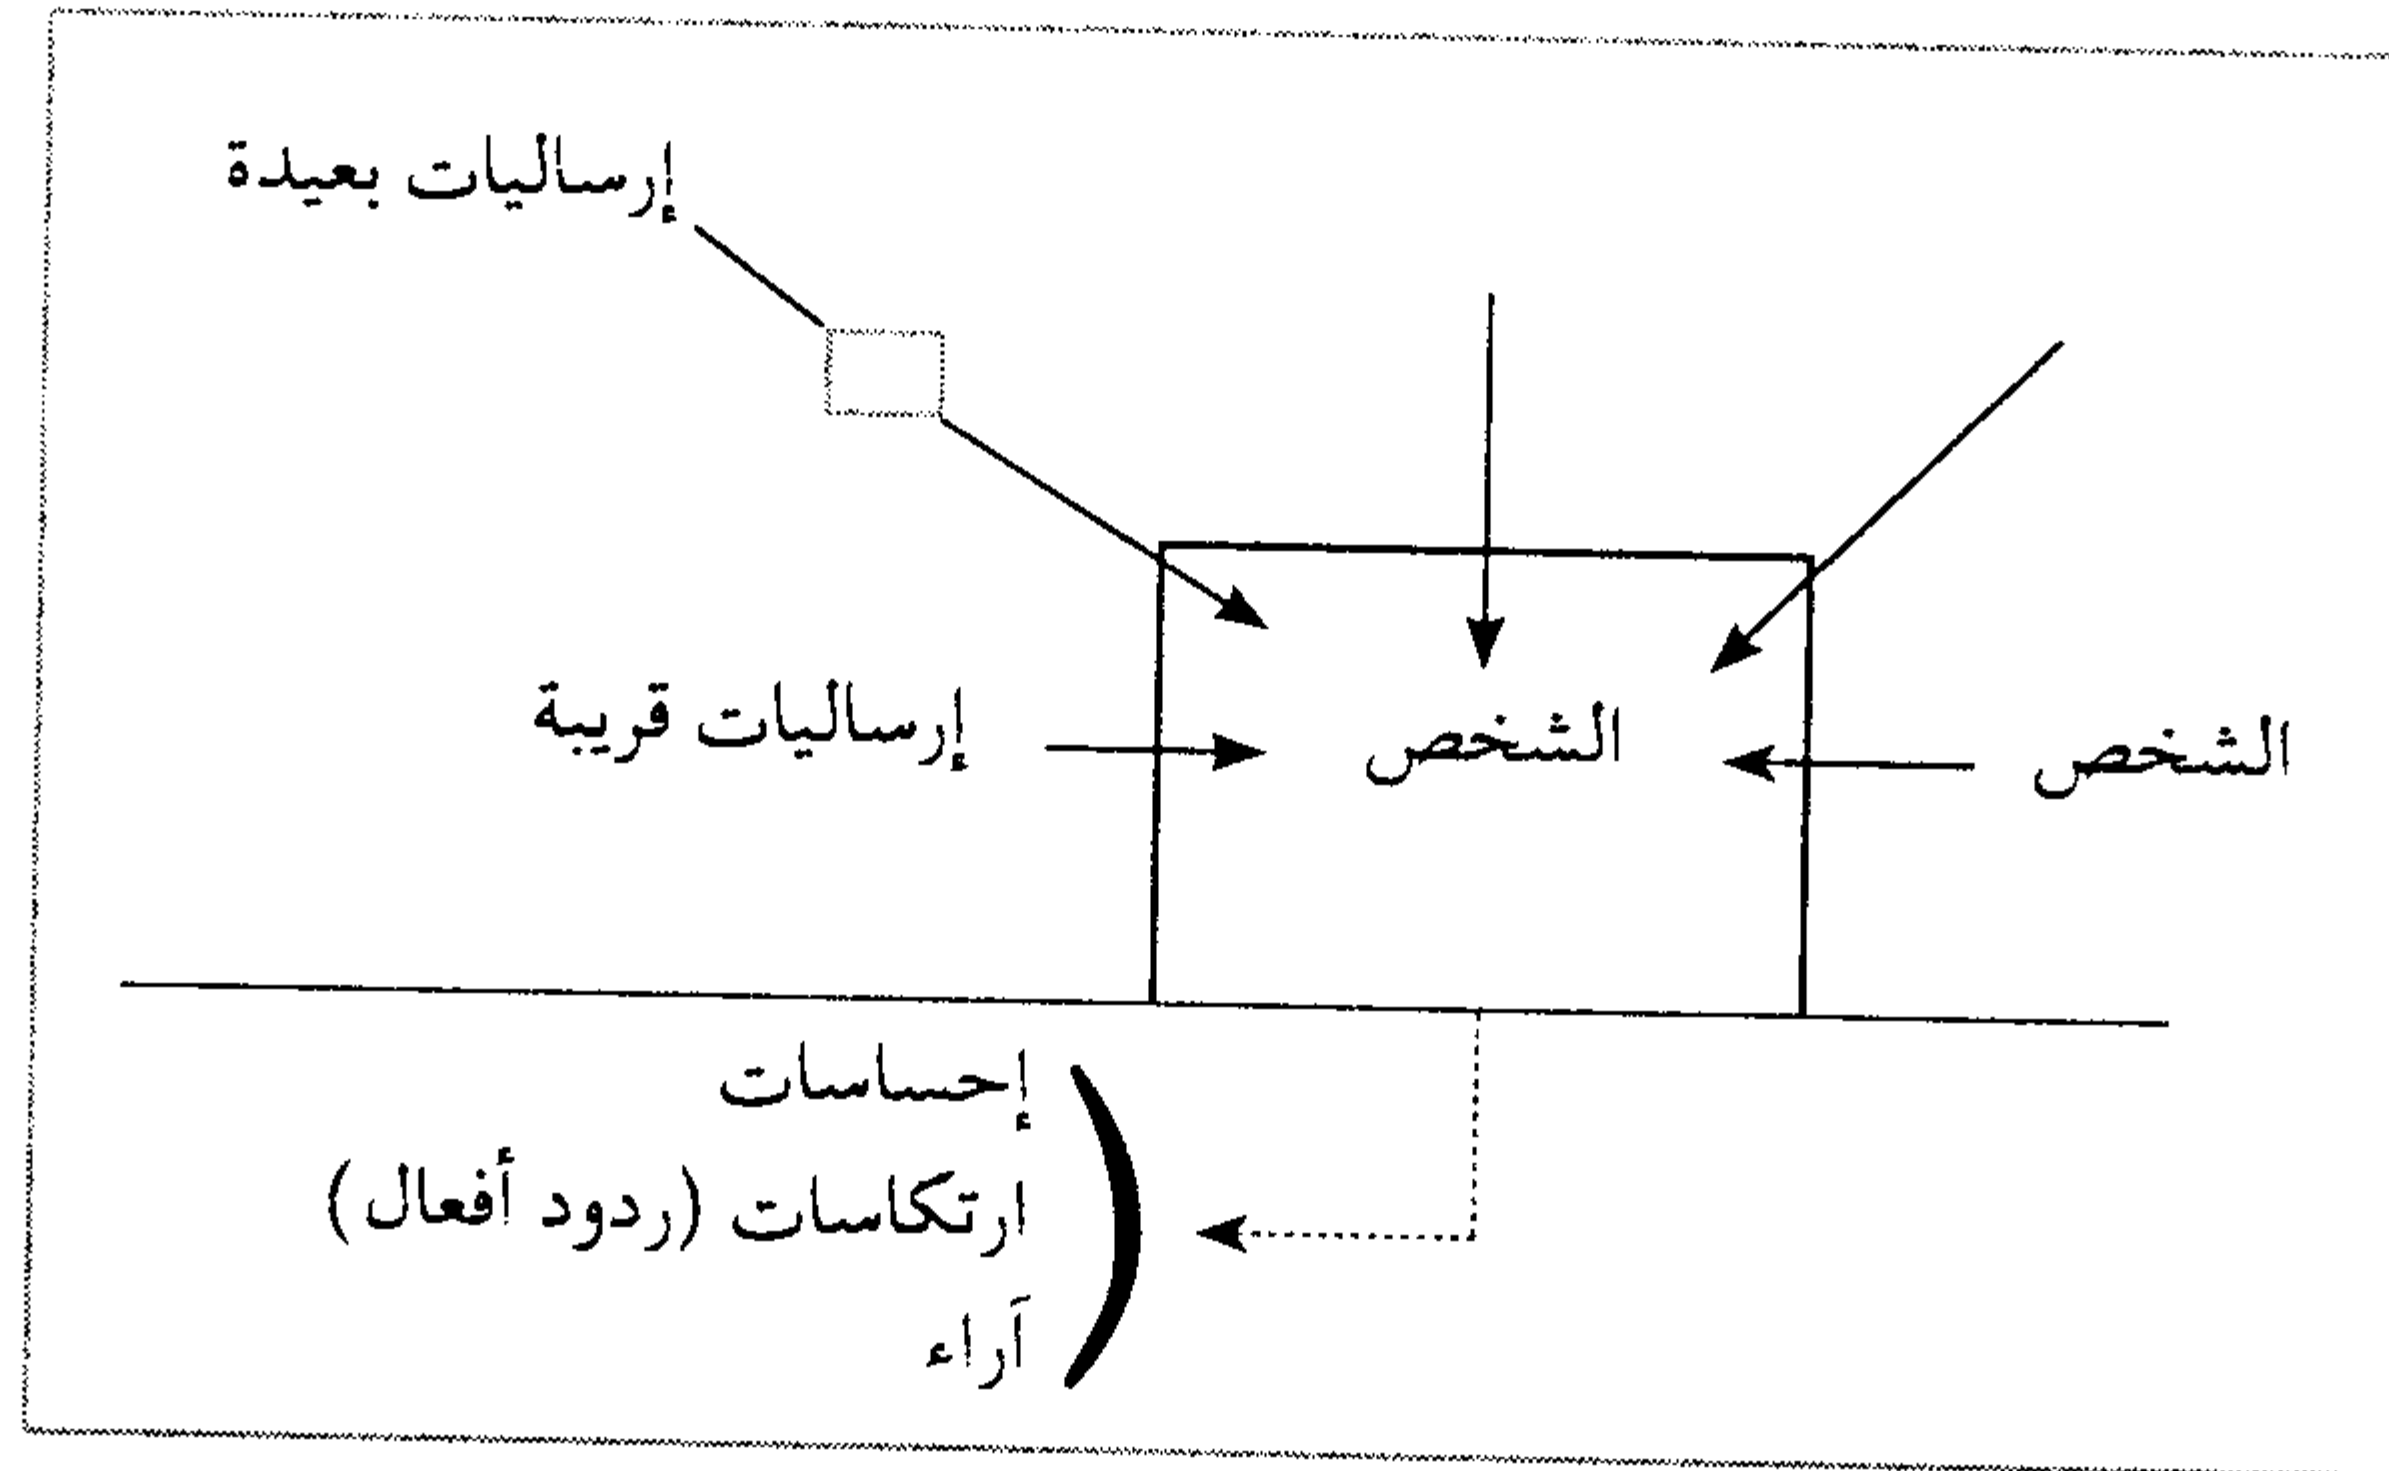 إرساليات بعيدة
الشخص
الشخص
إرساليات قريبة
إحساسات
ارتكاسات (ردود أفعال)
آراء